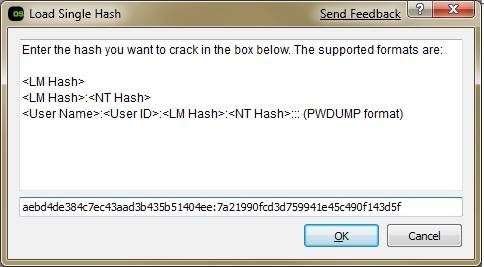 OS Load Single Hash
Send Feedback
?
Enter the hash you want to crack in the box below. The supported formats are:
<LM Hash>
<LM Hash>:<NT Hash>
<User Name>:<User ID>:<LM Hash>:<NT Hash>::: (PWDUMP format)
aebd4de384c7ec43aad3b435b51404ee:7a21990fcd3d759941e45c490f143d5f
OK
Cancel